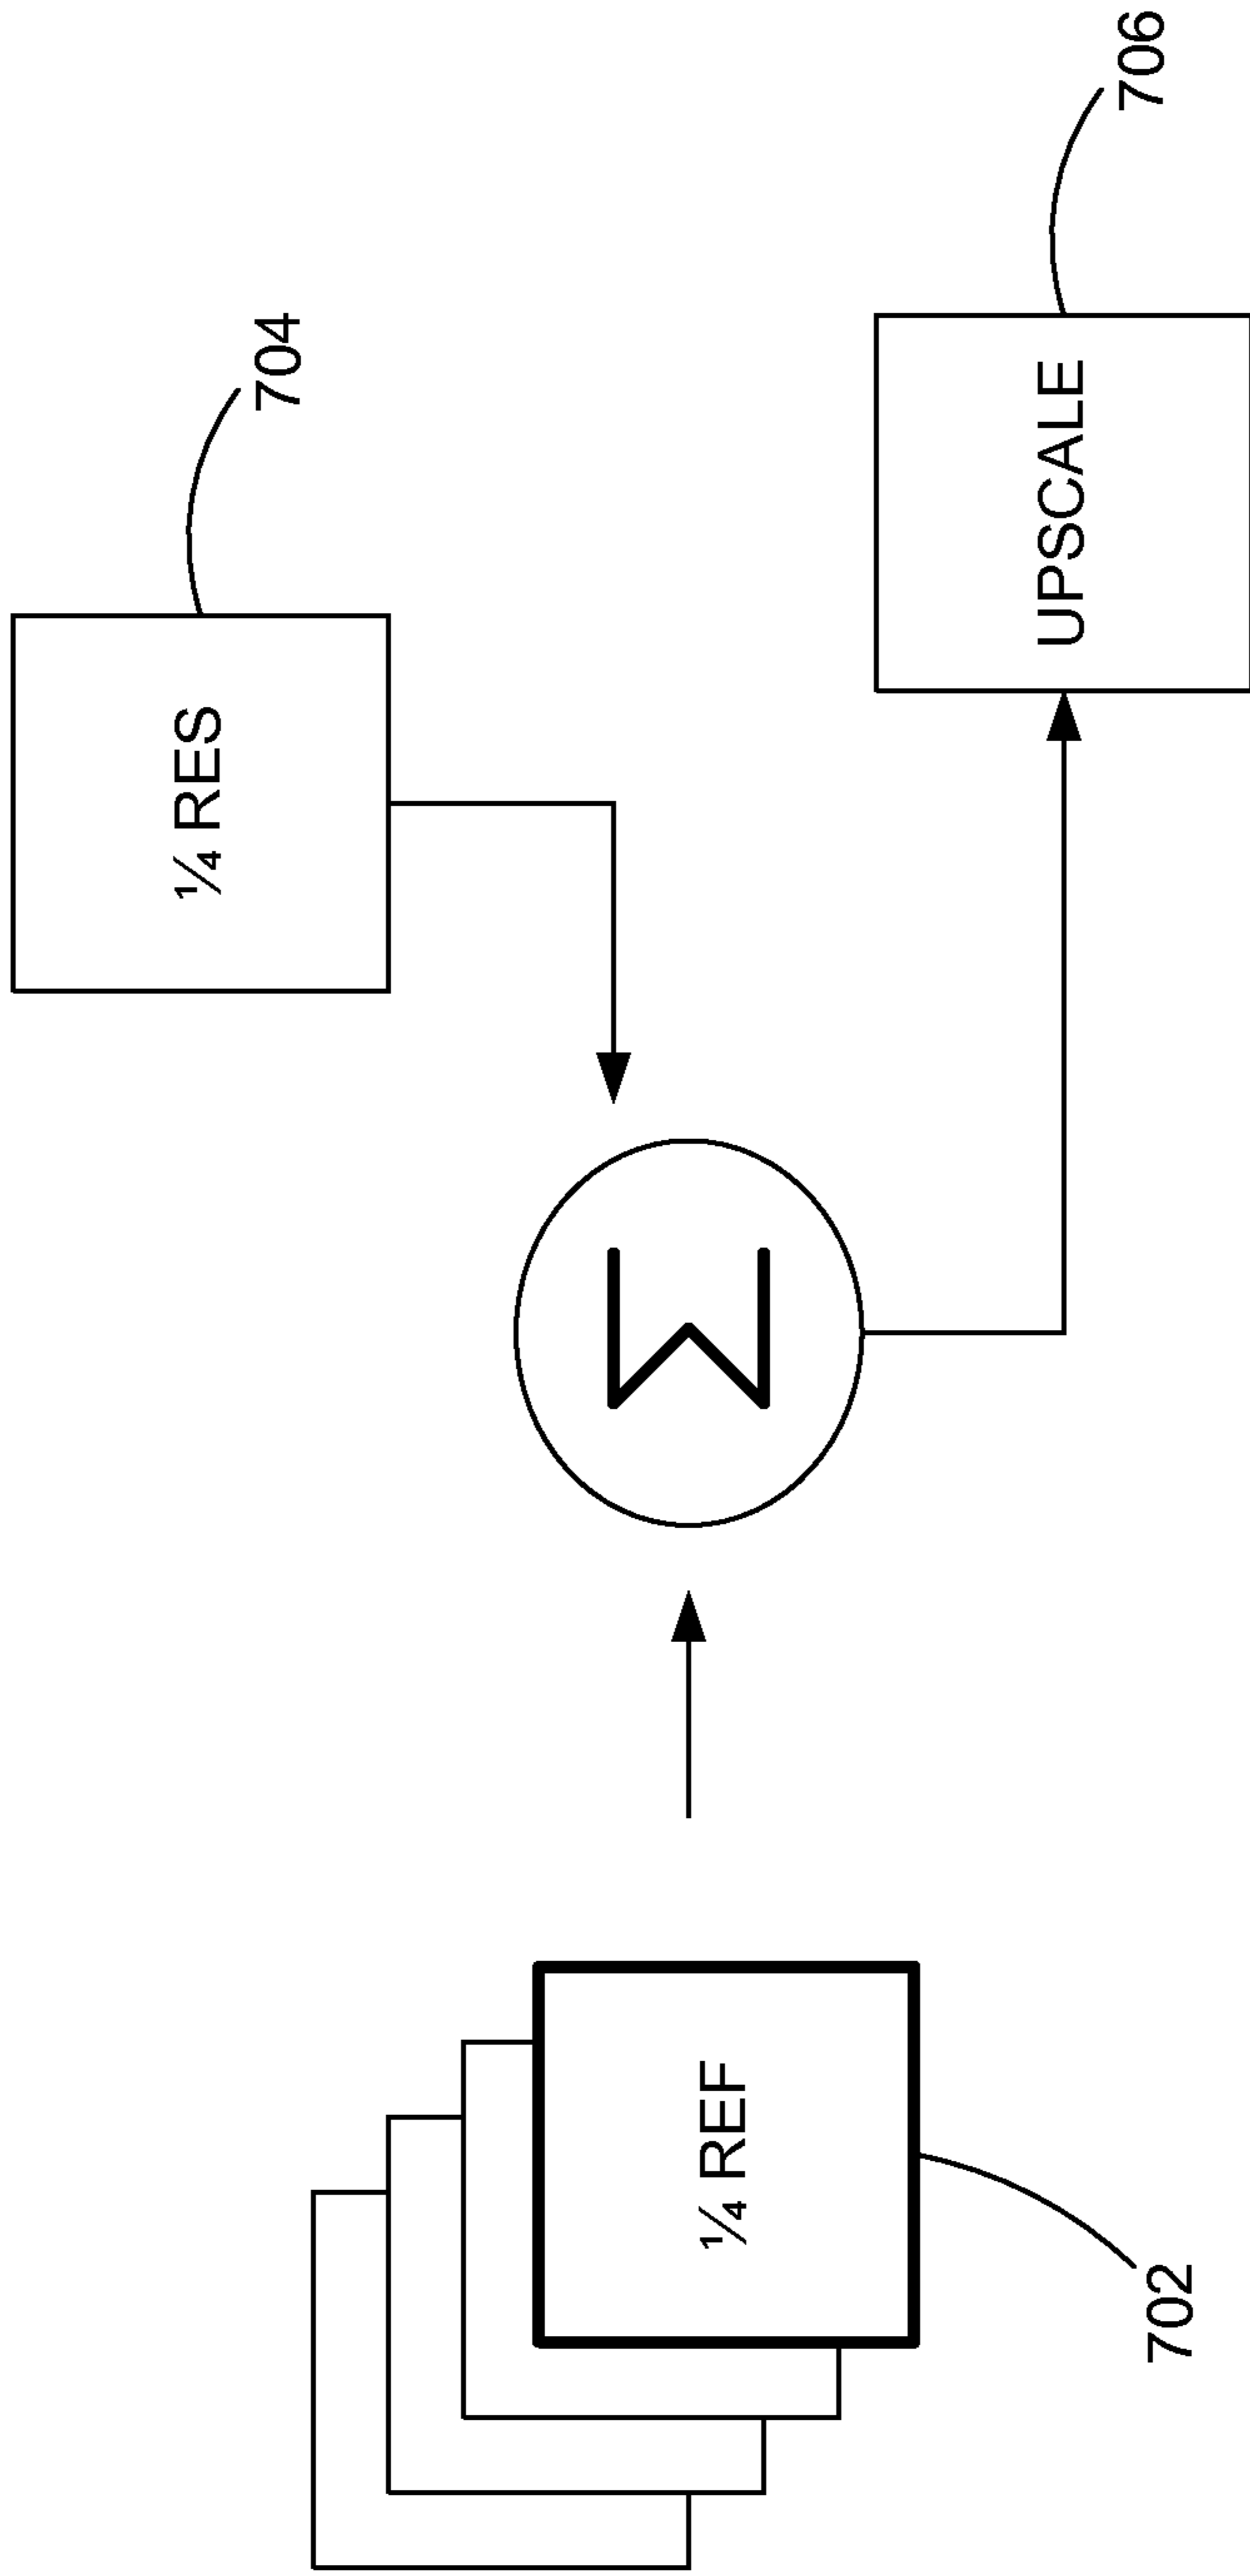 ¼ RES
704
¼ REF
702
Σ
UPSCALE
706